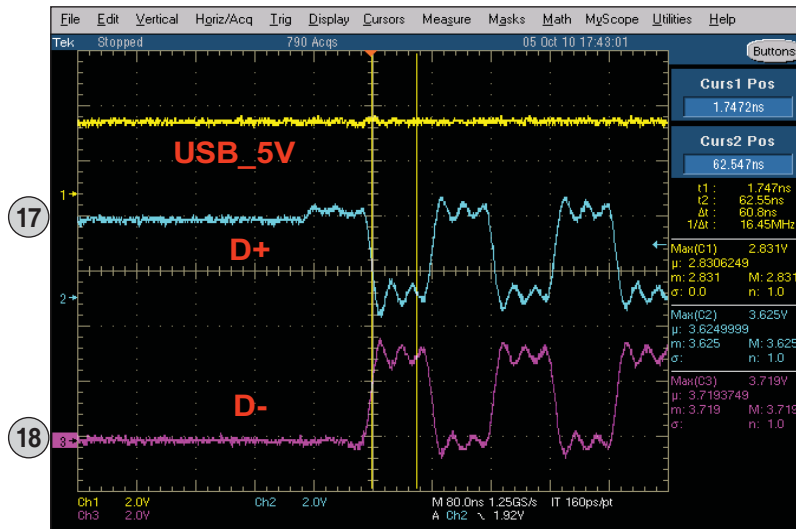 File Edit Vertical Horiz/Acq Trig Display Cursors Measure Masks Math MyScope Utilities Help
Tek Stopped 790 Acqs 05 Oct 10 17:43:01
Buttons
Curs1 Pos
1.7472ns
Curs2 Pos
62.547ns
t1: 1.747ns
t2: 62.55ns
Δt: 60.8ns
1/Δt: 16.45MHz
Max(C1) 2.831V
μ: 2.8306249
m: 2.831 M: 2.831
σ: 0.0 n: 1.0
Max(C2) 3.625V
μ: 3.6249999
m: 3.625 M: 3.625
σ: n: 1.0
Max(C3) 3.719V
μ: 3.7193749
m: 3.719 M: 3.719
σ: n: 1.0
USB_5V
1
17
D+
2
D-
18
3
Ch1 2.0V Ch2 2.0V M 80.0ns 1.25GS/s IT 160ps/pt
Ch3 2.0V A Ch2 \ 1.92V